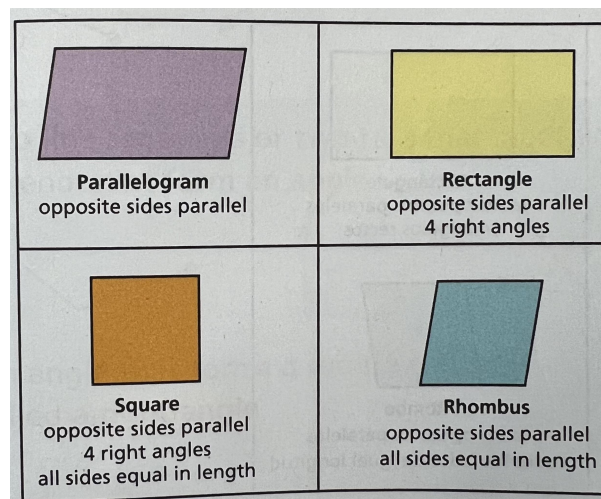 Parallelogram
opposite sides parallel
Rectangle
opposite sides parallel
4 right angles
Square
opposite sides parallel
4 right angles
all sides equal in length
Rhombus
opposite sides parallel
all sides equal in length